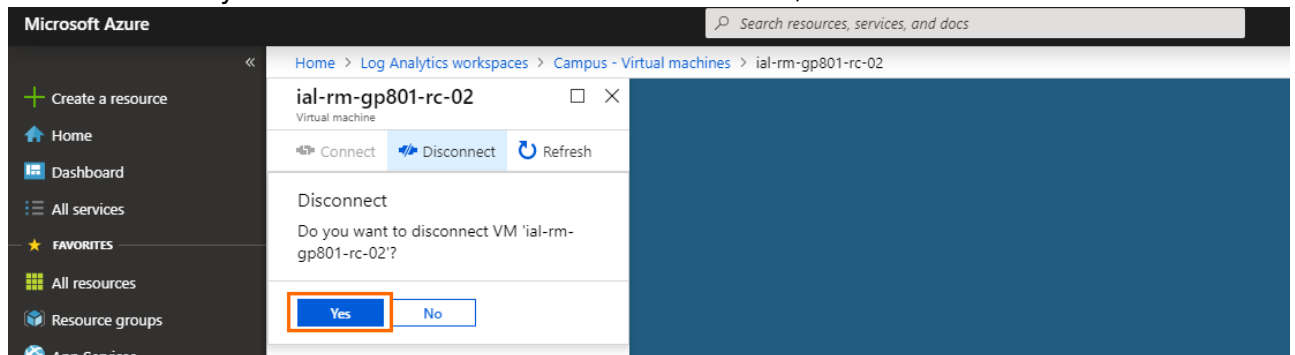 Microsoft Azure
Search resources, services, and docs
Home > Log Analytics workspaces > Campus - Virtual machines > ial-rm-gp801-rc-02
Create a resource
Home
Dashboard
All services
FAVORITES
All resources
Resource groups
ial-rm-gp801-rc-02
Virtual machine
Connect Disconnect Refresh
Disconnect
Do you want to disconnect VM 'ial-rm-
gp801-rc-02'?
Yes No